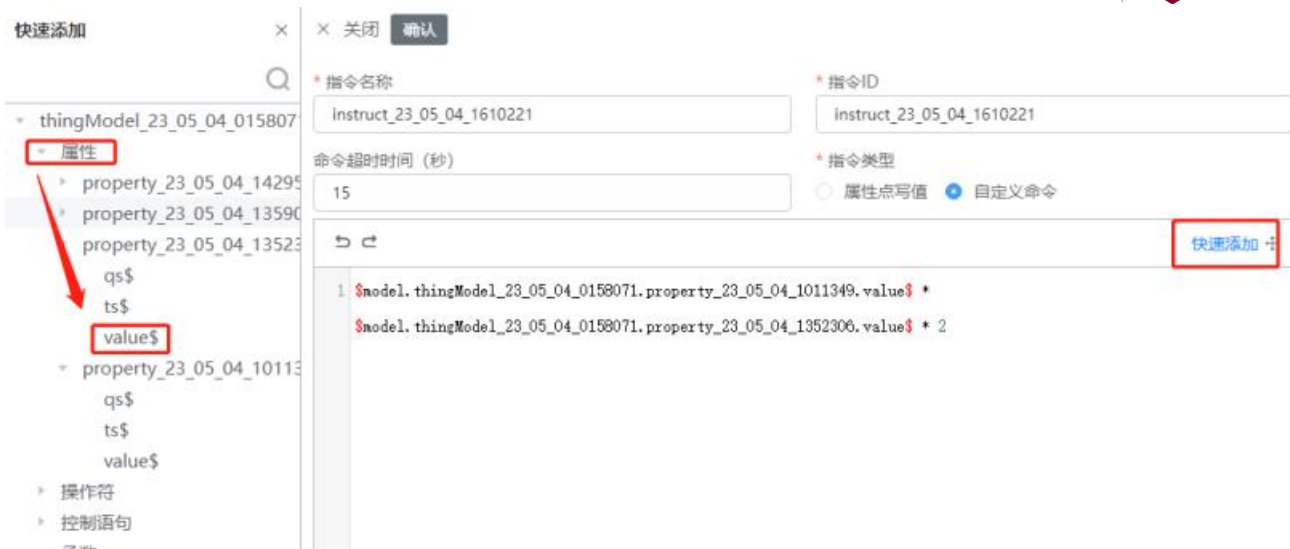 快速添加 ×
thingModel_23_05_04_015807
属性
property_23_05_04_14295
property_23_05_04_1359
property_23_05_04_13523
qs$
ts$
value$
property_23_05_04_10113
qs$
ts$
value$
操作符
控制语句
× 关闭 确认
* 指令名称
instruct_23_05_04_1610221
* 指令ID
instruct_23_05_04_1610221
命令超时时间（秒）
15
* 指令类型
属性点写值 自定义命令
快速添加
1 $model.thingModel_23_05_04_0158071.property_23_05_04_1011349.value$ *
$model.thingModel_23_05_04_0158071.property_23_05_04_1352306.value$ * 2